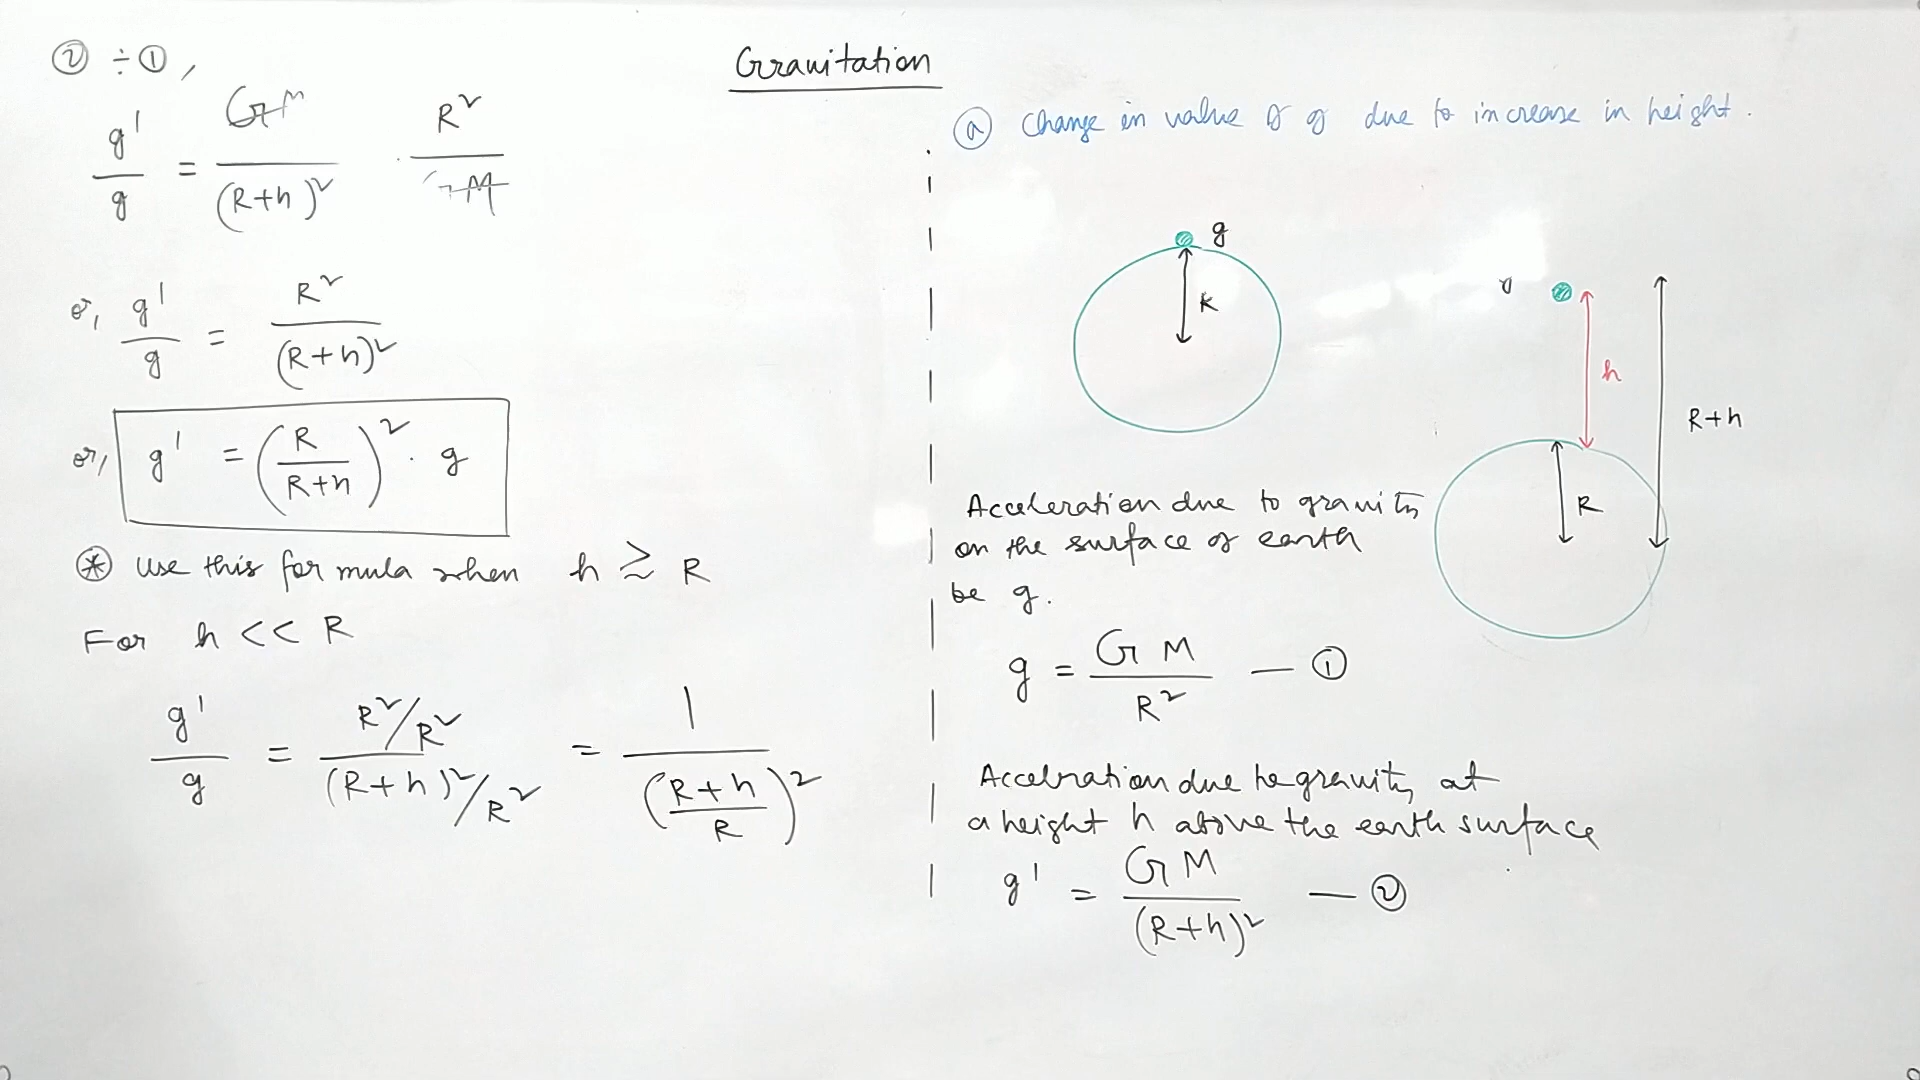 Gravitation
ⓐ Change in value of g due to increase in height.
g
R
h
R+h
R
Acceleration due to gravity
on the surface of earth
be g.
g = GM/R² — ①
Acceleration due to gravity at
a height h above the earth surface
g' = GM/(R+h)² — ②
② ÷ ①,
g'/g = GM/(R+h)² · R²/GM
or, g'/g = R²/(R+h)²
or, g' = (R/(R+h))² · g
⊛ Use this formula when h ≳ R
For h << R
g'/g = (R²/R²)/((R+h)²/R²) = 1/((R+h)/R)²